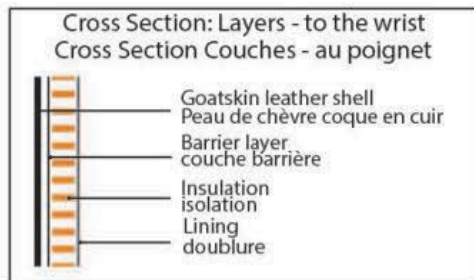 Cross Section: Layers - to the wrist
Cross Section Couches - au poignet
Goatskin leather shell
Peau de chèvre coque en cuir
Barrier layer
couche barrière
Insulation
isolation
Lining
doublure